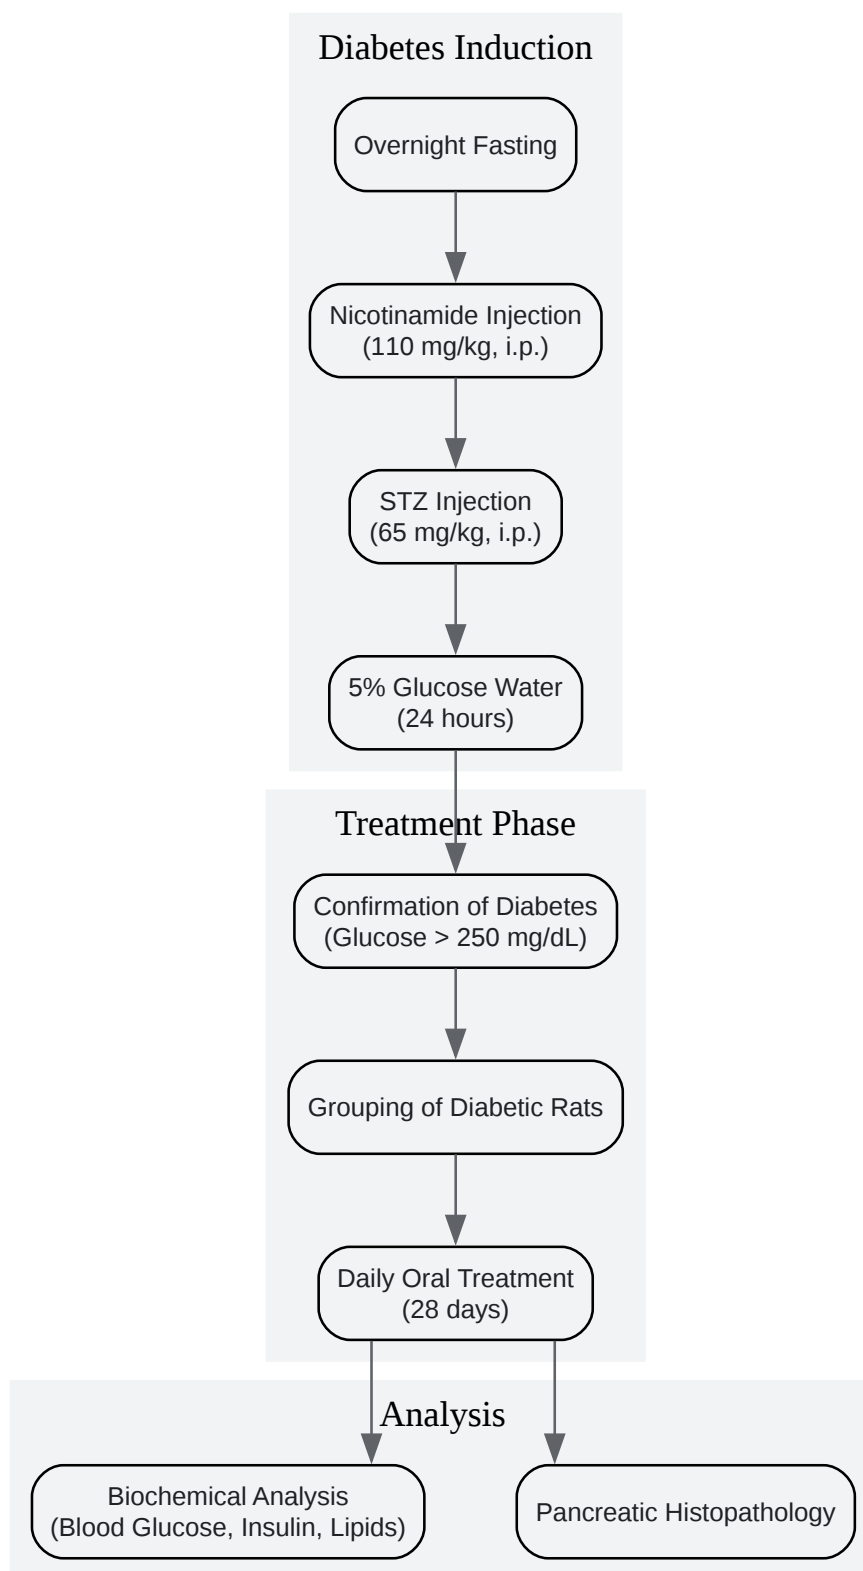 Diabetes Induction
Overnight Fasting
Nicotinamide Injection
(110 mg/kg, i.p.)
STZ Injection
(65 mg/kg, i.p.)
5% Glucose Water
(24 hours)
Treatment Phase
Confirmation of Diabetes
(Glucose > 250 mg/dL)
Grouping of Diabetic Rats
Daily Oral Treatment
(28 days)
Analysis
Biochemical Analysis
(Blood Glucose, Insulin, Lipids)
Pancreatic Histopathology